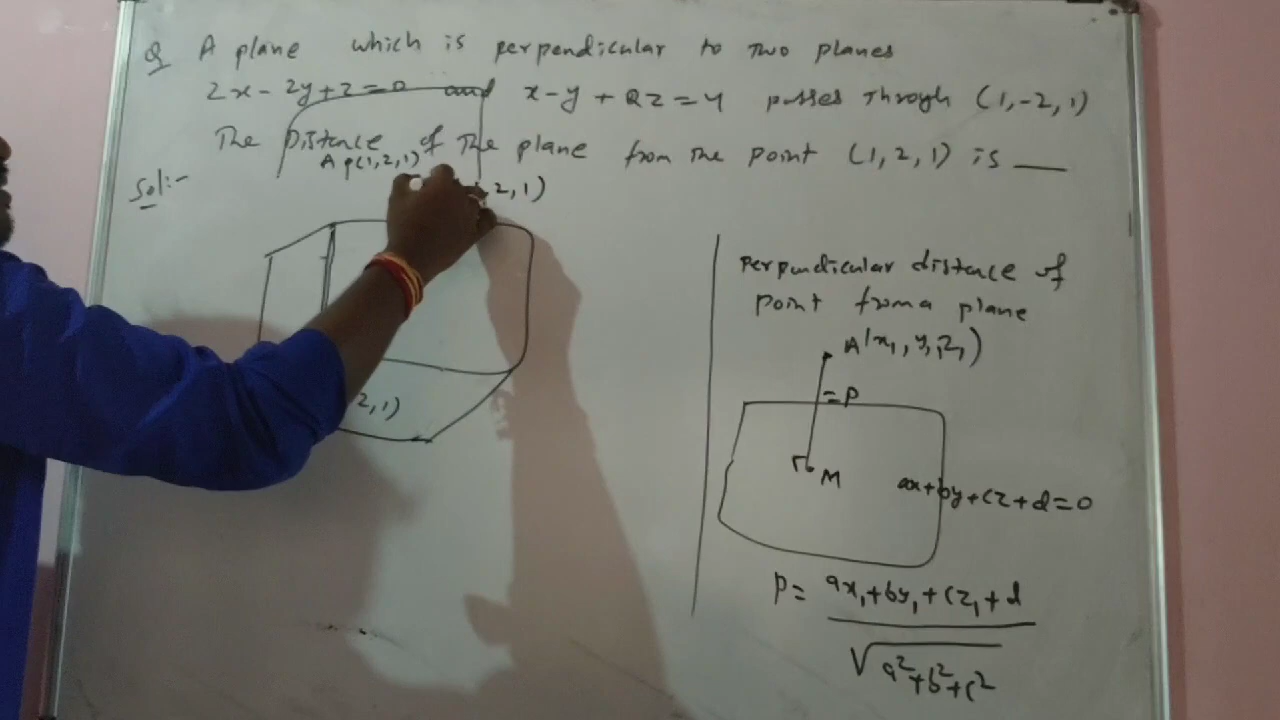 Q A plane which is perpendicular to two planes
2x - 2y + z = 0 and x - y + 2z = 4 passes through (1, -2, 1)
The Distence of the plane from the point (1, 2, 1) is ___
Sol:-
A p(1, 2, 1)
2, 1)
2, 1)
Perpendicular distence of
point from a plane
A(x₁, y₁, z₁)
= P
M
ax + by + cz + d = 0
P = ax₁ + by₁ + cz₁ + d
√a² + b² + c²